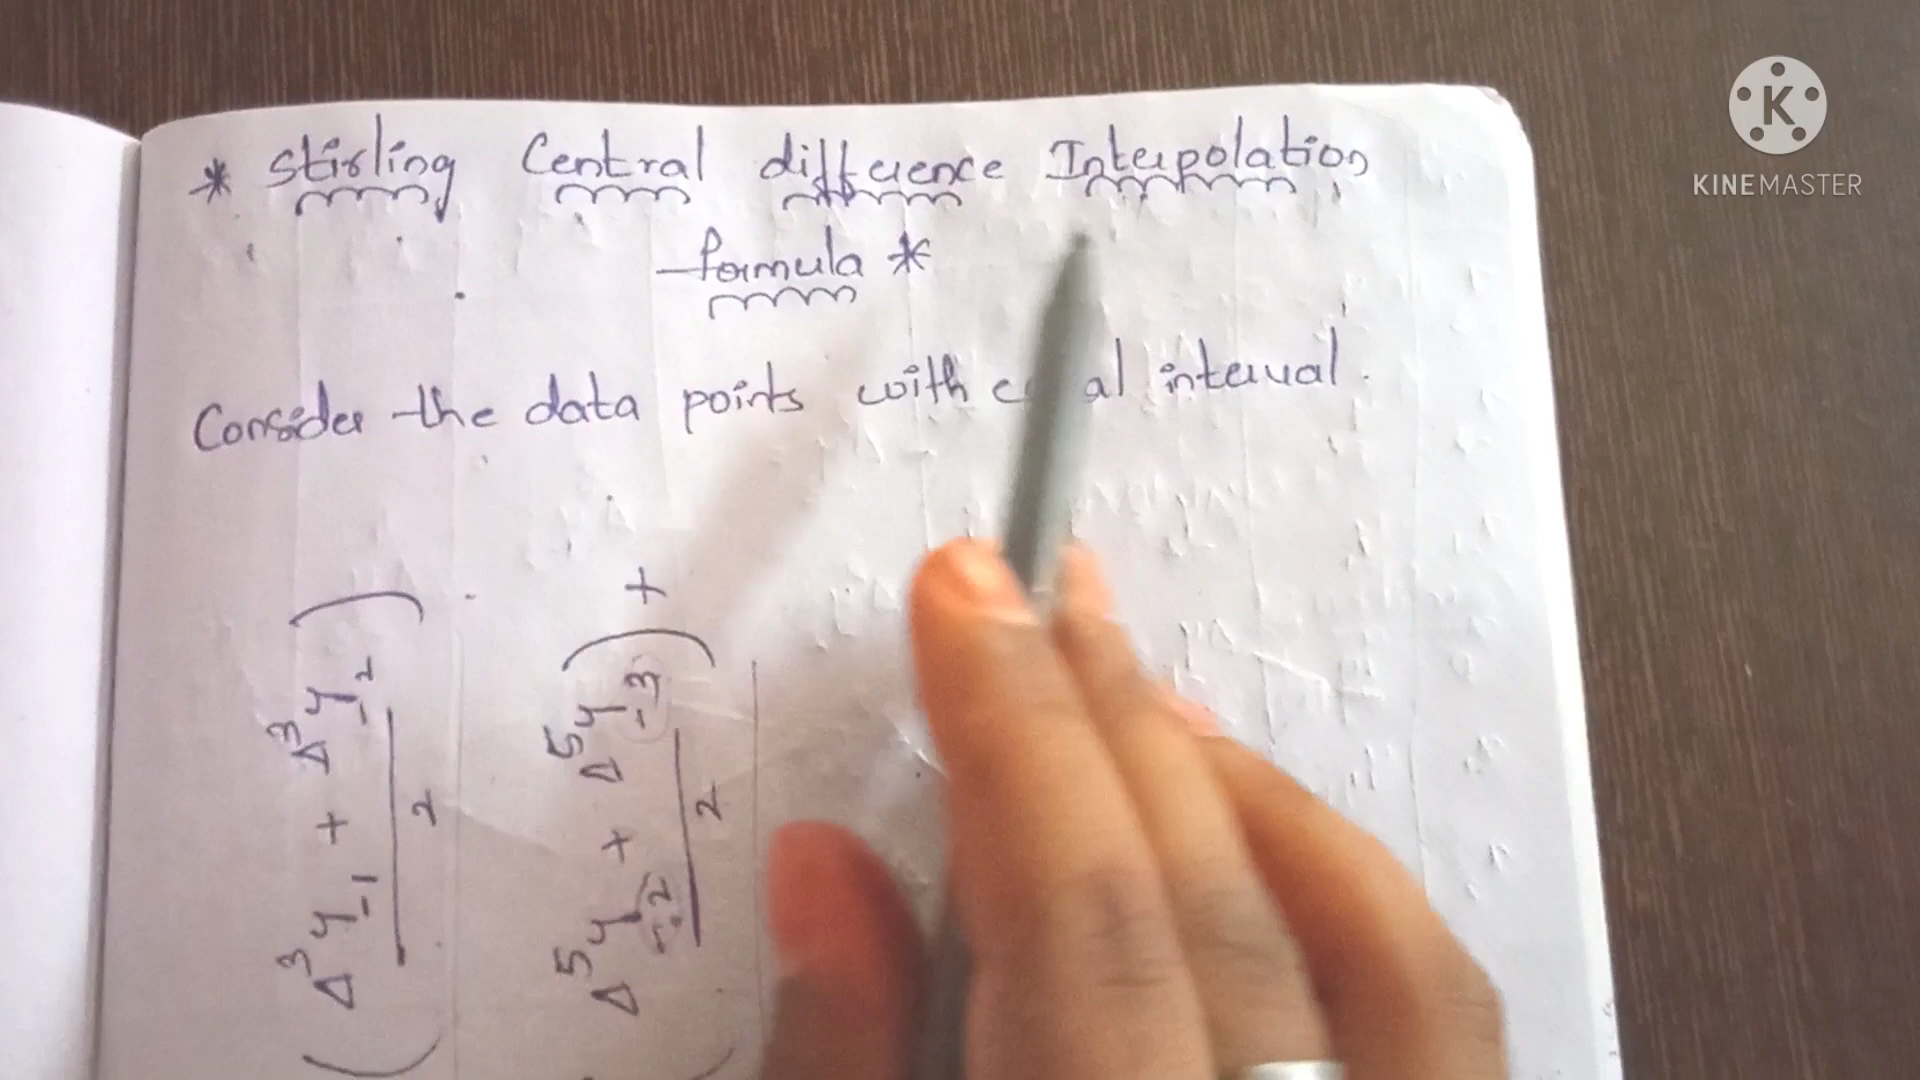 * Stirling Central difference Interpolation
formula *
Consider the data points with interval.
(Δ³y₋₁ + Δ³y₋₂ / 2)
(Δ⁵y₋₂ + Δ⁵y₋₃ / 2) +
K
KINEMASTER